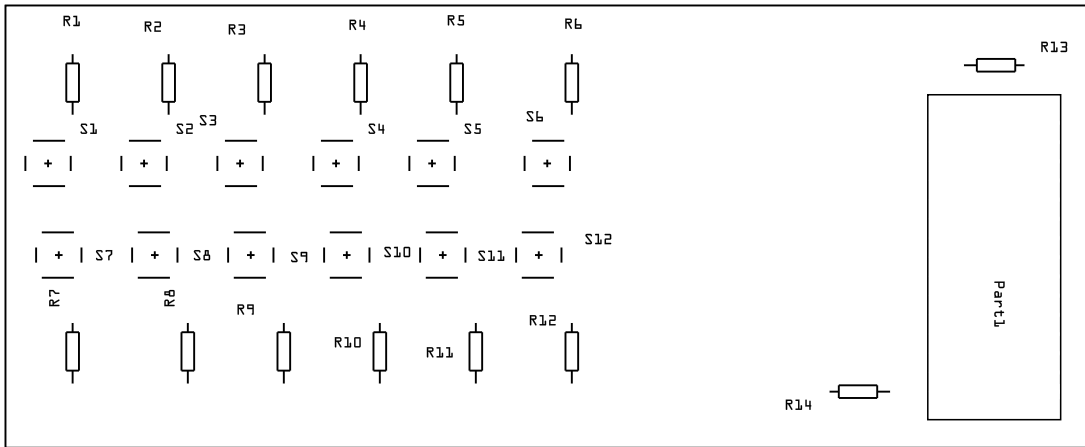 R1 R2 R3 R4 R5 R6
R13
S1 S2 S3 S4 S5 S6
S7 S8 S9 S10 S11 S12
Part1
R7 R8 R9 R10 R11 R12
R14